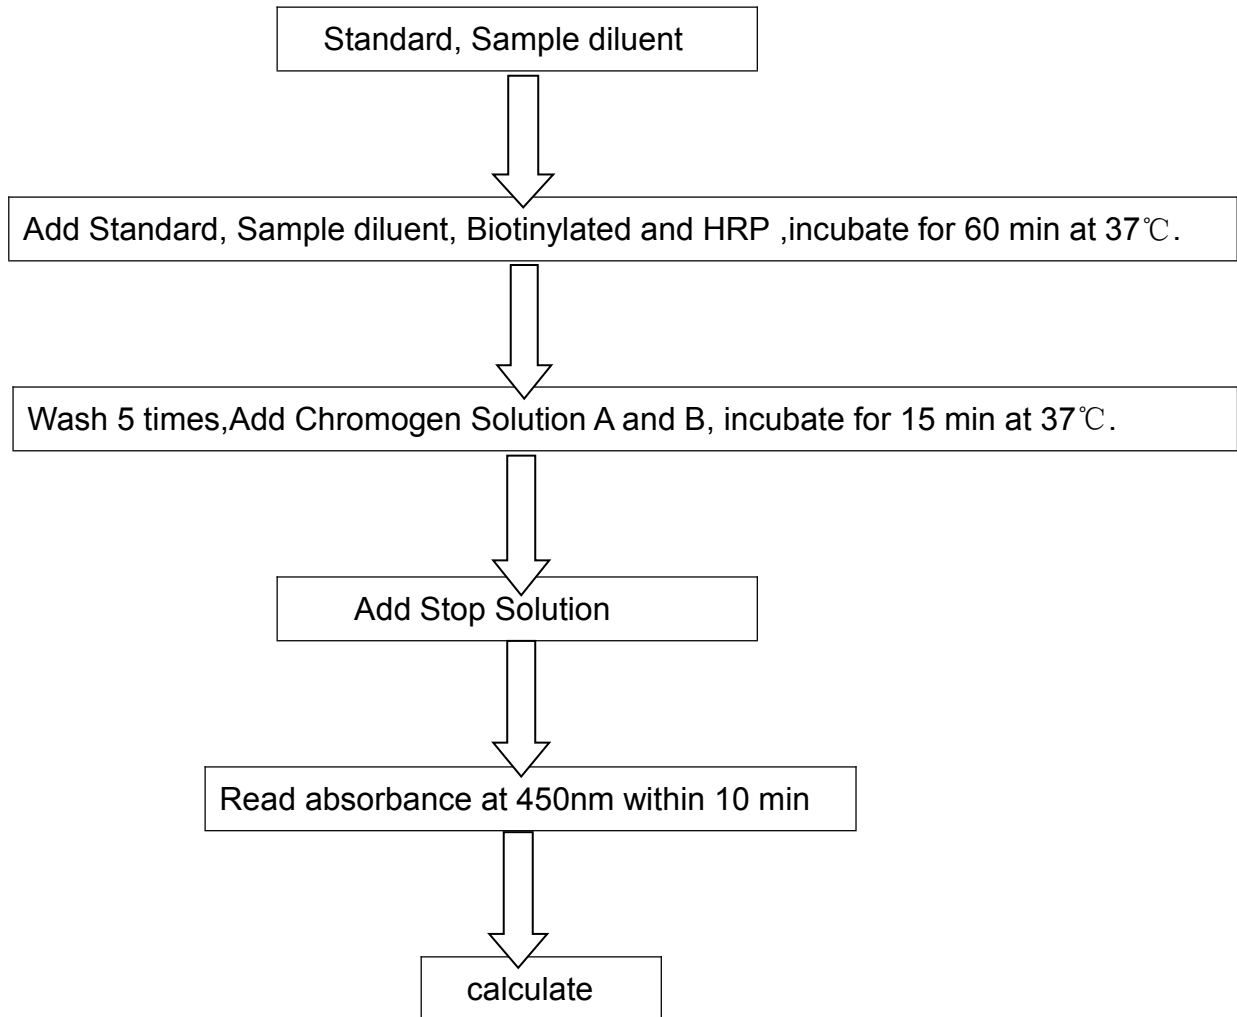 Standard, Sample diluent
Add Standard, Sample diluent, Biotinylated and HRP ,incubate for 60 min at 37℃.
Wash 5 times,Add Chromogen Solution A and B, incubate for 15 min at 37℃.
Add Stop Solution
Read absorbance at 450nm within 10 min
calculate